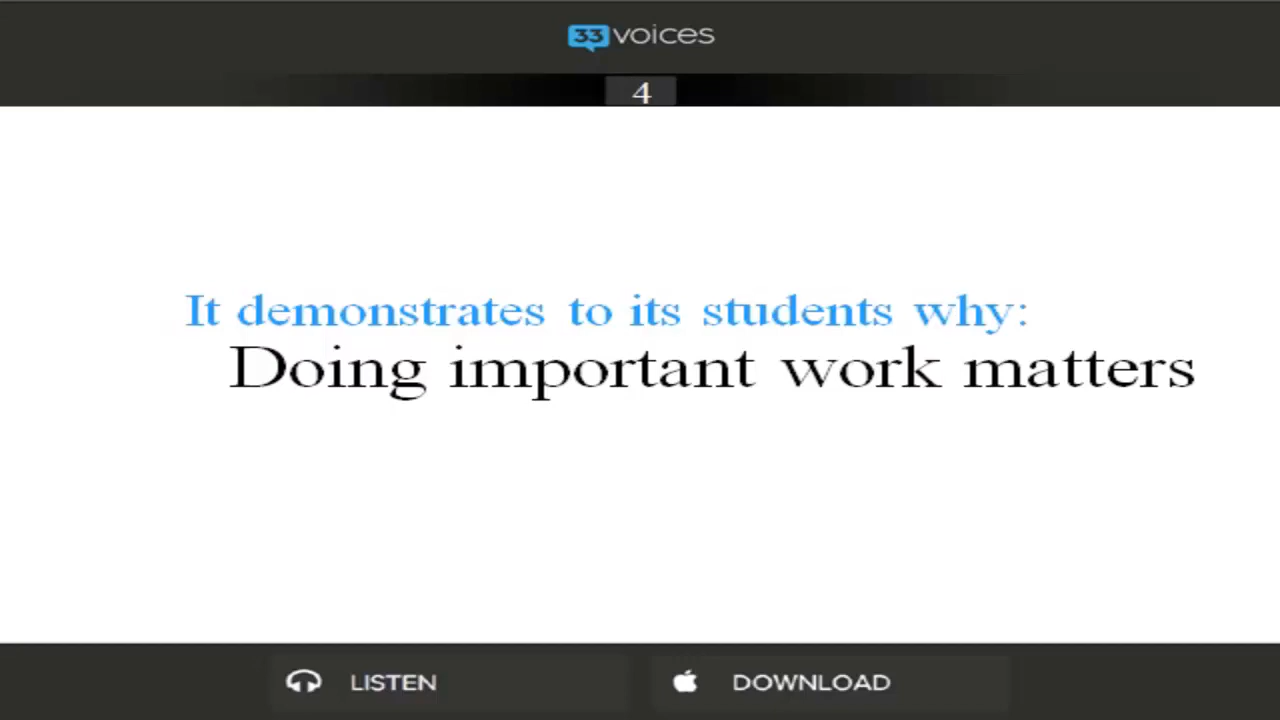 33voices
4
It demonstrates to its students why:
Doing important work matters
LISTEN
DOWNLOAD